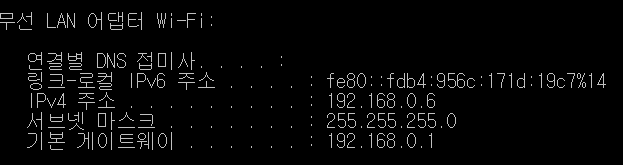 무선 LAN 어댑터 Wi-Fi:
연결별 DNS 접미사. . . . :
링크-로컬 IPv6 주소 . . . . : fe80::fdb4:956c:171d:19c7%14
IPv4 주소 . . . . . . . . . : 192.168.0.6
서브넷 마스크 . . . . . . . : 255.255.255.0
기본 게이트웨이 . . . . . . : 192.168.0.1